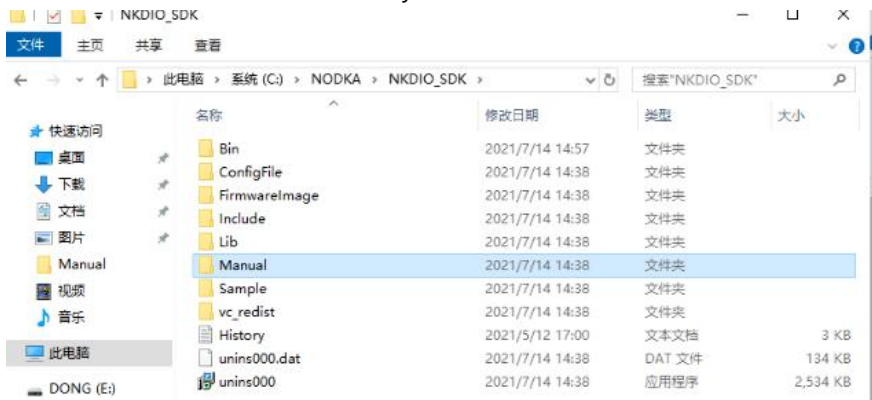 NKDIO_SDK
文件 主页 共享 查看
此电脑 › 系统 (C:) › NODKA › NKDIO_SDK › 搜索"NKDIO_SDK"
名称 修改日期 类型 大小
快速访问
桌面
下载
文档
图片
Manual
视频
音乐
此电脑
DONG (E:)
Bin 2021/7/14 14:57 文件夹
ConfigFile 2021/7/14 14:38 文件夹
FirmwareImage 2021/7/14 14:38 文件夹
Include 2021/7/14 14:38 文件夹
Lib 2021/7/14 14:38 文件夹
Manual 2021/7/14 14:38 文件夹
Sample 2021/7/14 14:38 文件夹
vc_redist 2021/7/14 14:38 文件夹
History 2021/5/12 17:00 文本文档 3 KB
unins000.dat 2021/7/14 14:38 DAT 文件 134 KB
unins000 2021/7/14 14:38 应用程序 2,534 KB